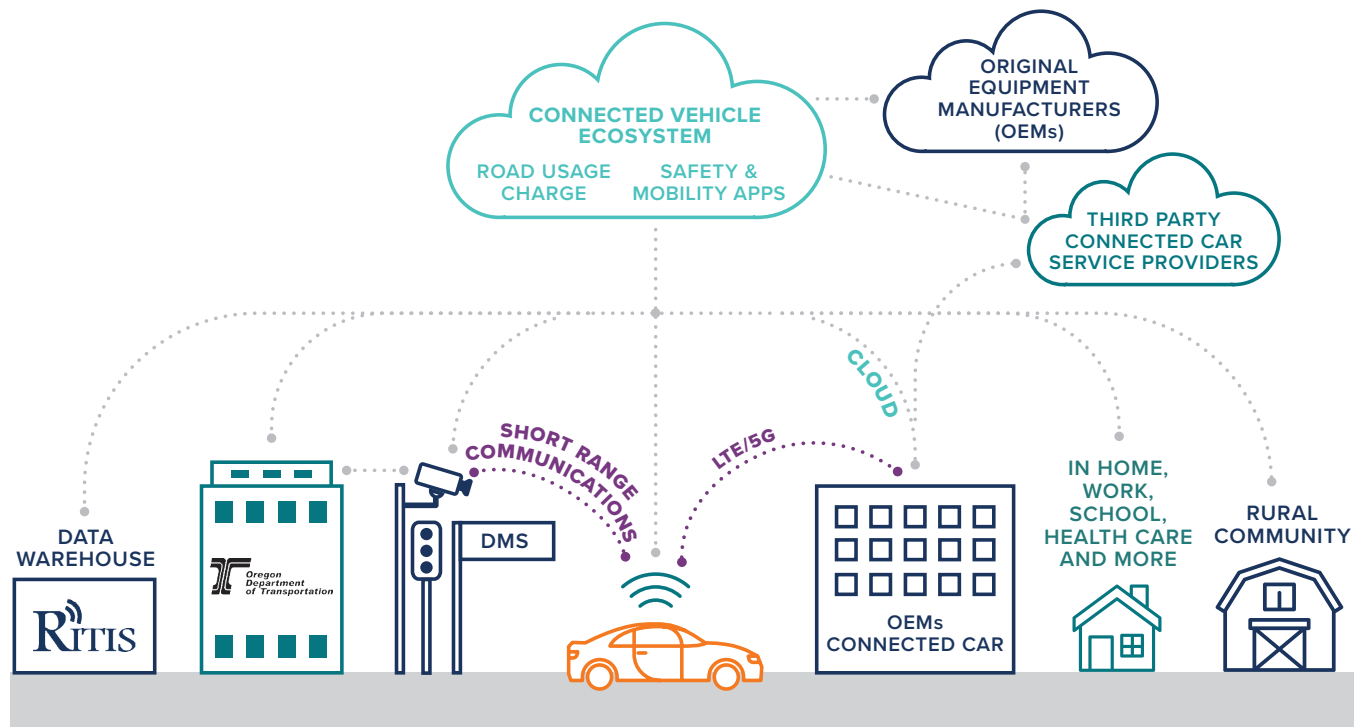 CONNECTED VEHICLE
ECOSYSTEM
ROAD USAGE
CHARGE
SAFETY &
MOBILITY APPS
ORIGINAL
EQUIPMENT
MANUFACTURERS
(OEMs)
THIRD PARTY
CONNECTED CAR
SERVICE PROVIDERS
CLOUD
SHORT RANGE
COMMUNICATIONS
LTE/5G
DATA
WAREHOUSE
RITIS
Oregon
Department
of Transportation
DMS
OEMs
CONNECTED CAR
IN HOME,
WORK,
SCHOOL,
HEALTH CARE
AND MORE
RURAL
COMMUNITY